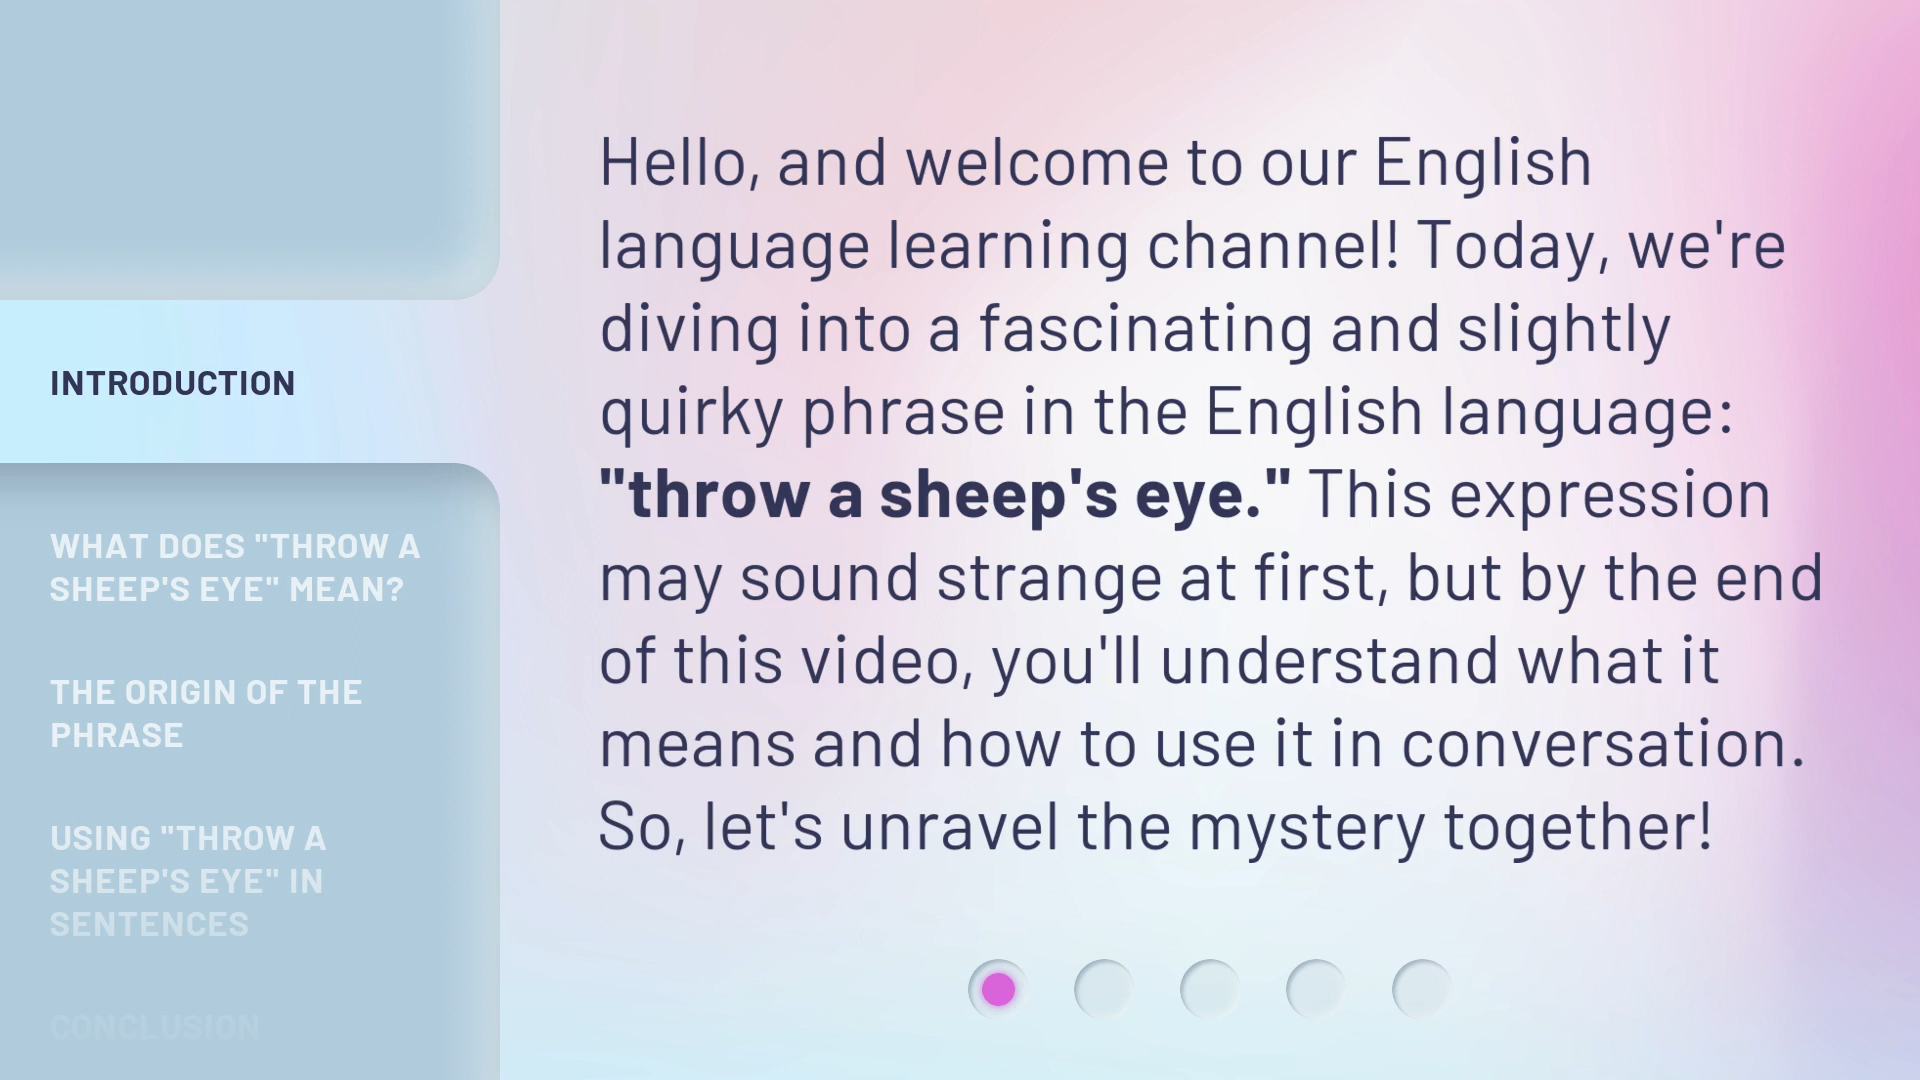 INTRODUCTION
WHAT DOES "THROW A
SHEEP'S EYE" MEAN?
THE ORIGIN OF THE
PHRASE
USING "THROW A
SHEEP'S EYE" IN
SENTENCES
CONCLUSION
Hello, and welcome to our English
language learning channel! Today, we're
diving into a fascinating and slightly
quirky phrase in the English language:
"throw a sheep's eye." This expression
may sound strange at first, but by the end
of this video, you'll understand what it
means and how to use it in conversation.
So, let's unravel the mystery together!